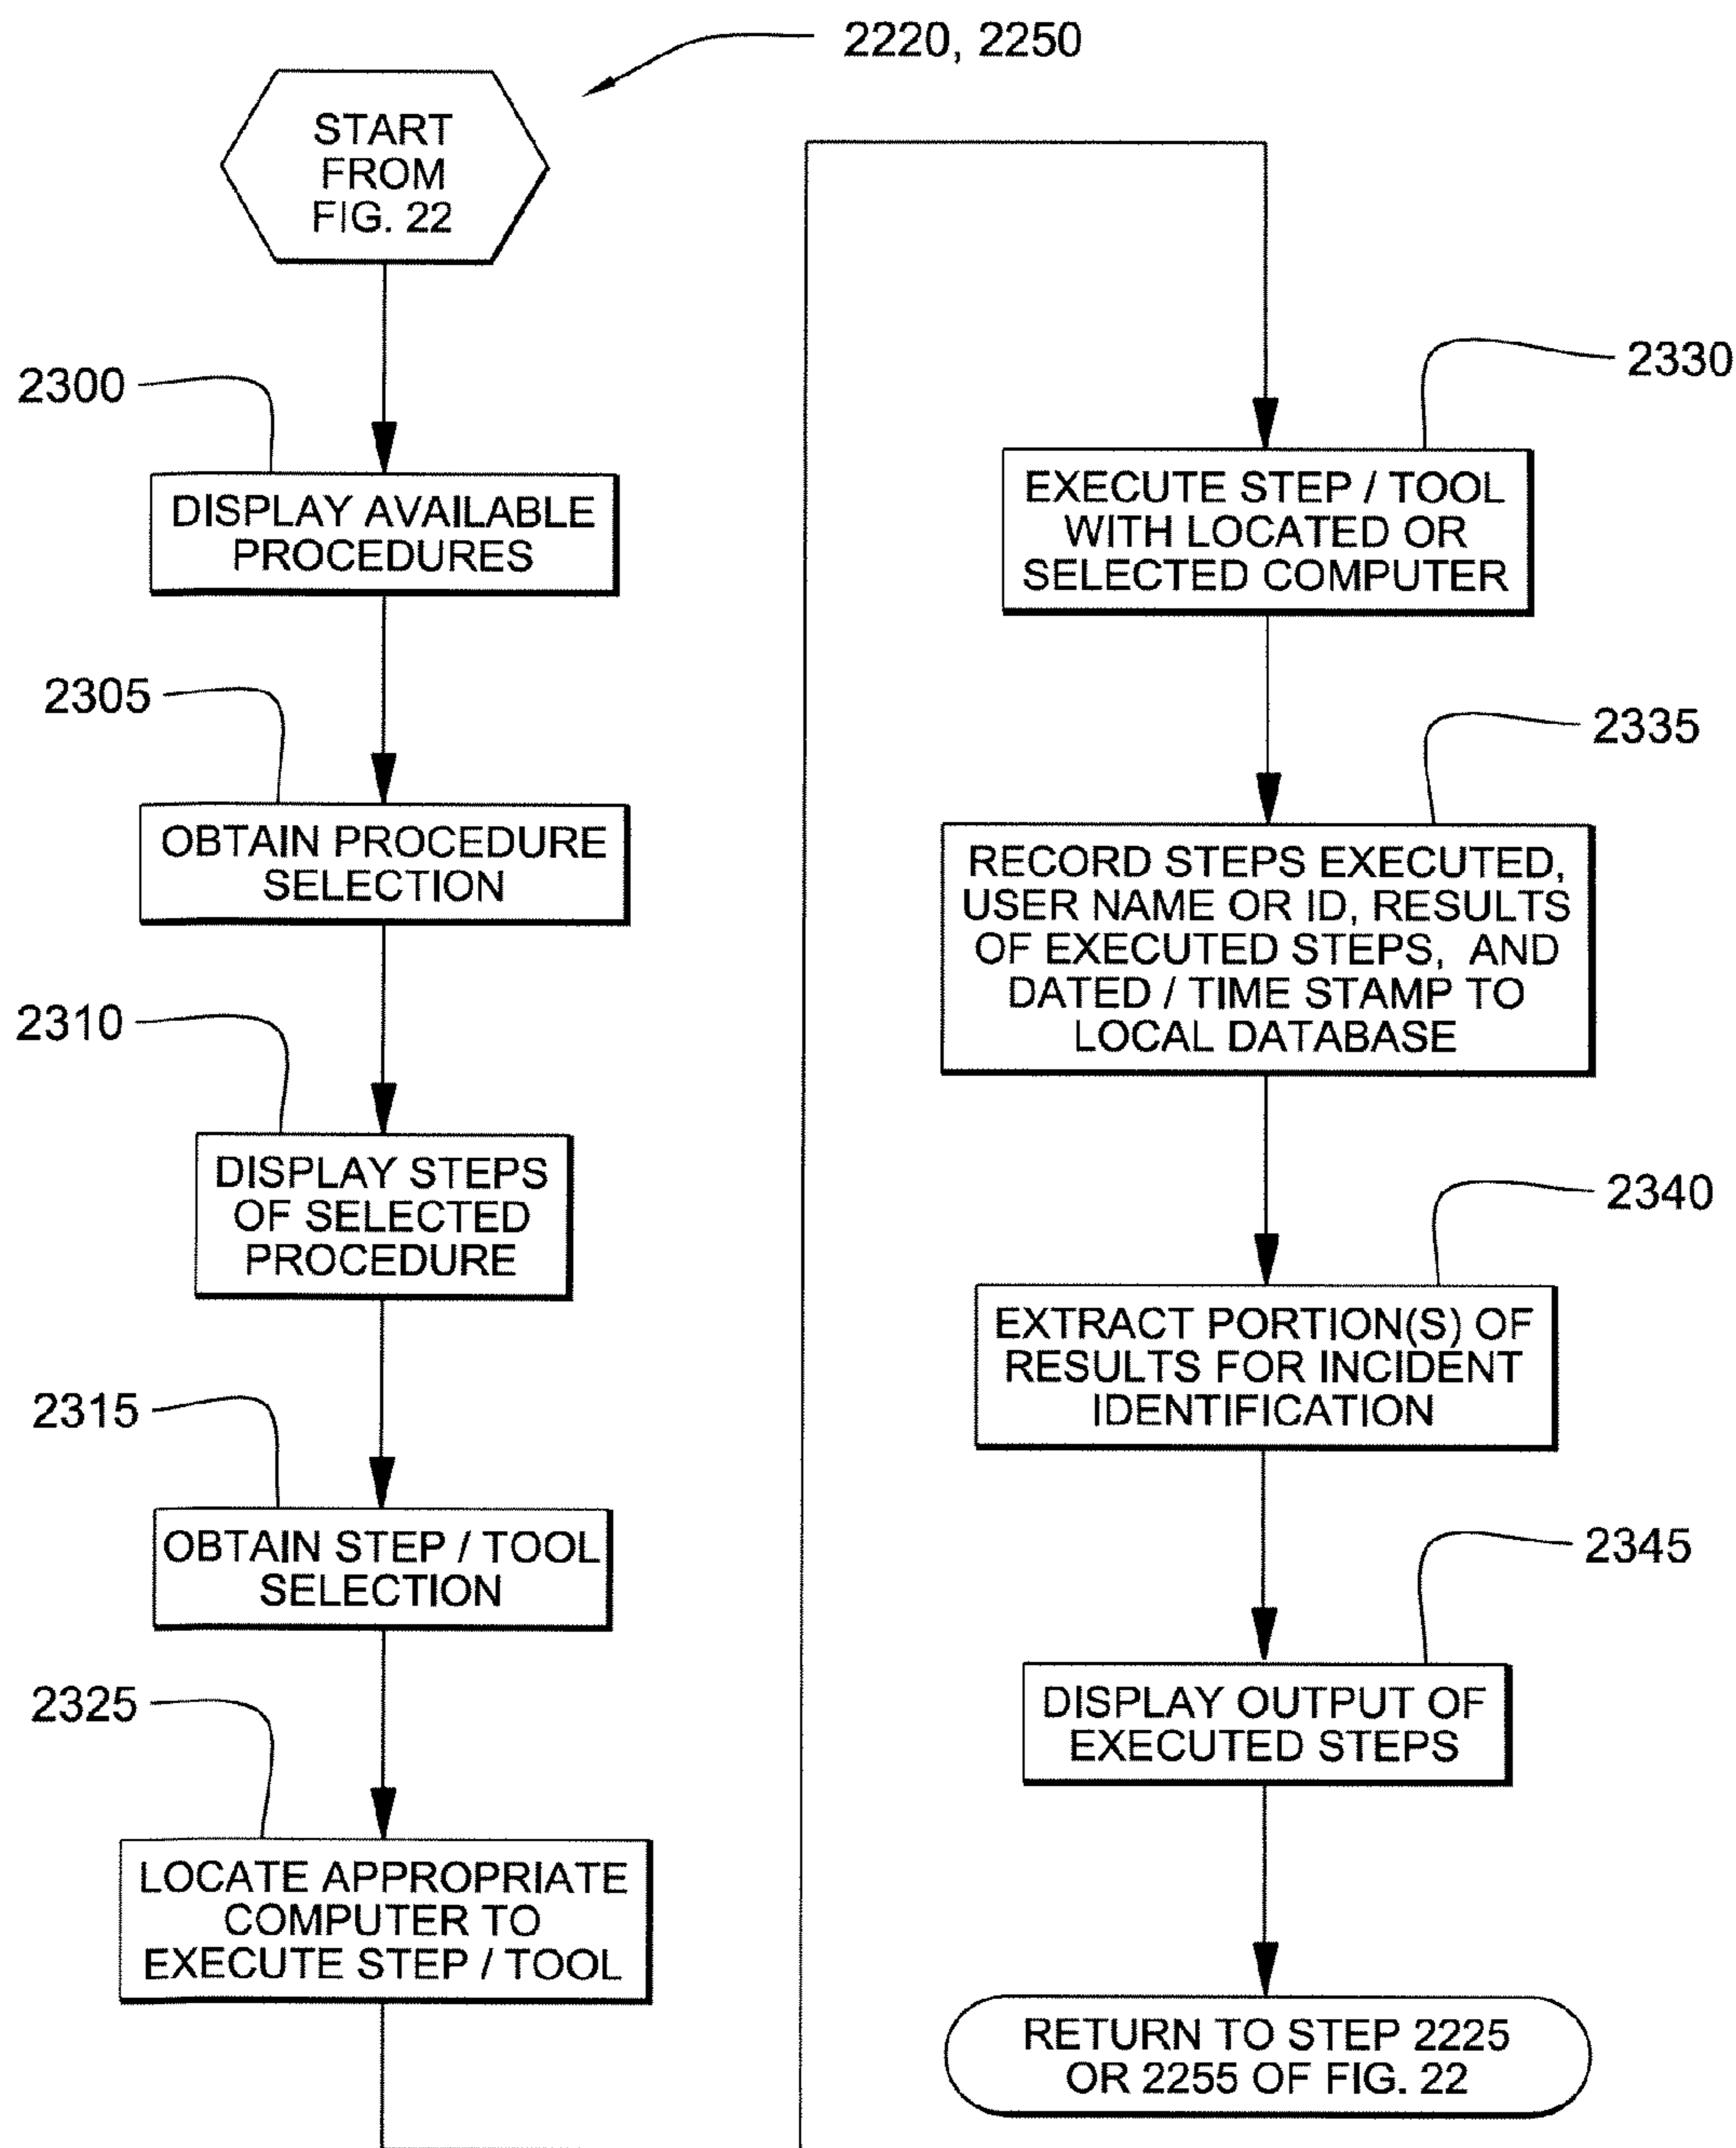 2220, 2250
START
FROM
FIG. 22
2300
DISPLAY AVAILABLE
PROCEDURES
2305
OBTAIN PROCEDURE
SELECTION
2310
DISPLAY STEPS
OF SELECTED
PROCEDURE
2315
OBTAIN STEP / TOOL
SELECTION
2325
LOCATE APPROPRIATE
COMPUTER TO
EXECUTE STEP / TOOL
2330
EXECUTE STEP / TOOL
WITH LOCATED OR
SELECTED COMPUTER
2335
RECORD STEPS EXECUTED,
USER NAME OR ID, RESULTS
OF EXECUTED STEPS, AND
DATED / TIME STAMP TO
LOCAL DATABASE
2340
EXTRACT PORTION(S) OF
RESULTS FOR INCIDENT
IDENTIFICATION
2345
DISPLAY OUTPUT OF
EXECUTED STEPS
RETURN TO STEP 2225
OR 2255 OF FIG. 22